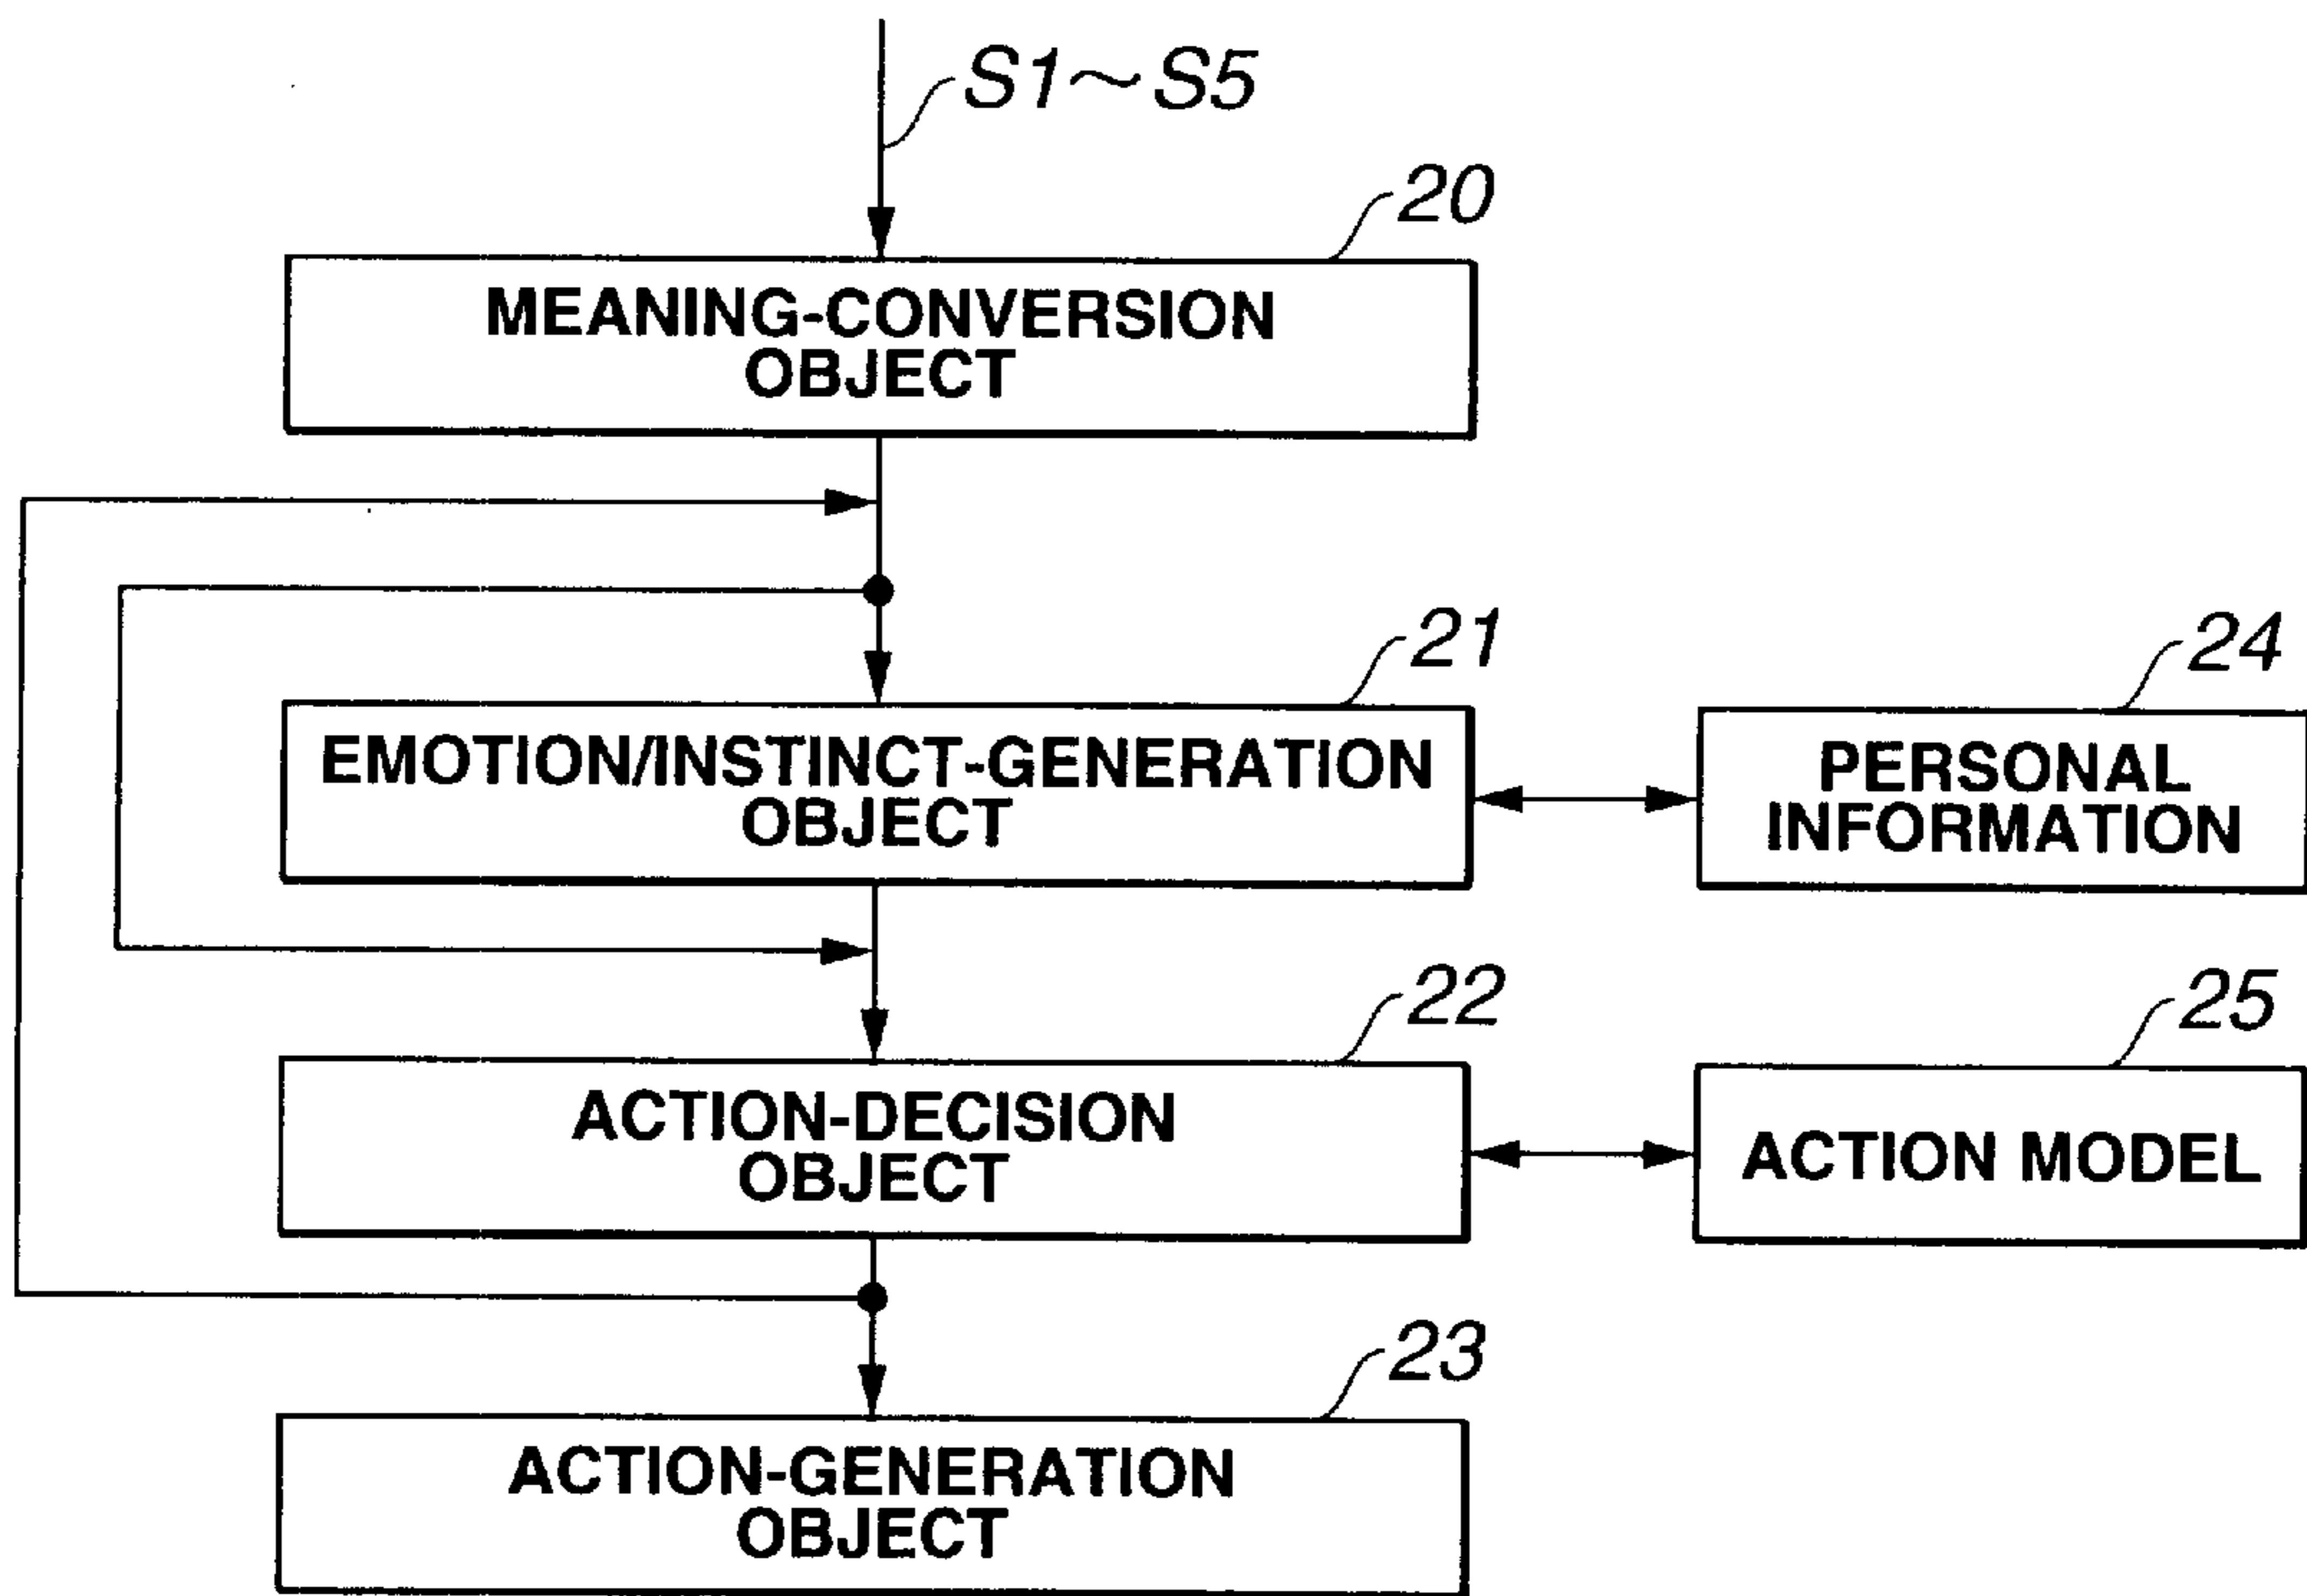 S1~S5
20
MEANING-CONVERSION
OBJECT
21
EMOTION/INSTINCT-GENERATION
OBJECT
24
PERSONAL
INFORMATION
22
ACTION-DECISION
OBJECT
25
ACTION MODEL
23
ACTION-GENERATION
OBJECT